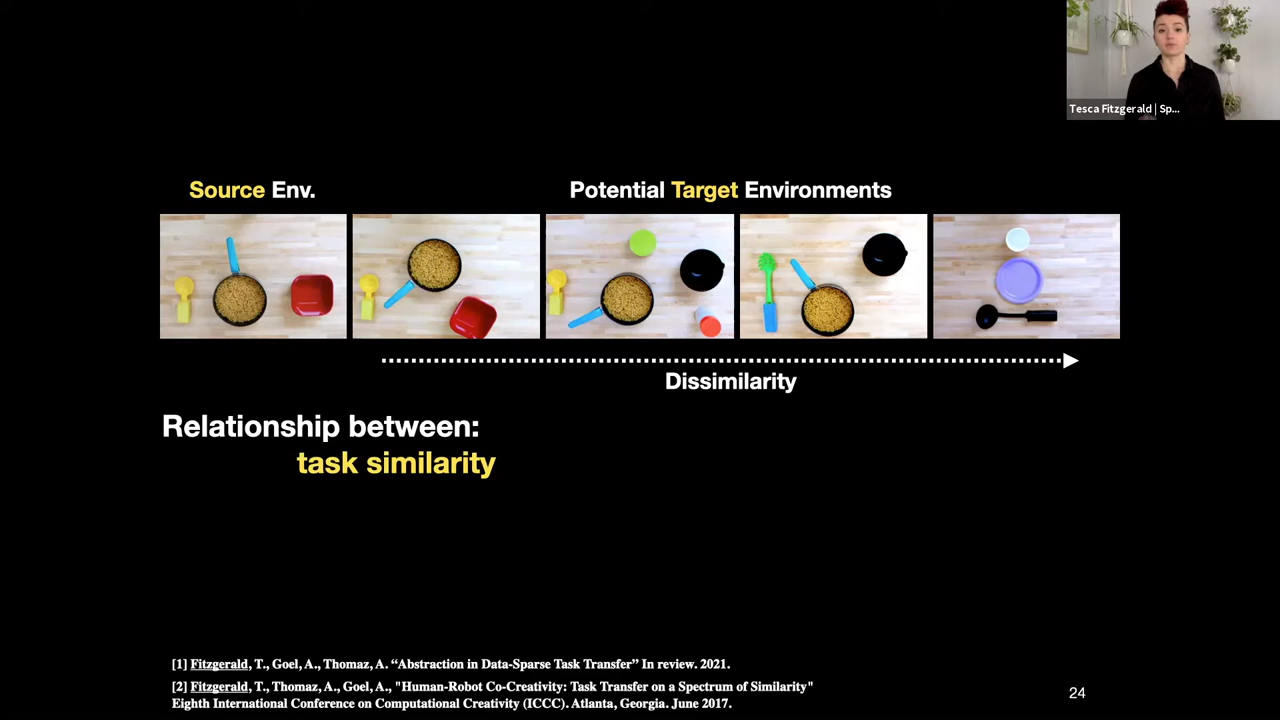 Tesca Fitzgerald | Sp...
Source Env.
Potential Target Environments
Dissimilarity
Relationship between:
task similarity
[1] Fitzgerald, T., Goel, A., Thomaz, A. “Abstraction in Data-Sparse Task Transfer” In review. 2021.
[2] Fitzgerald, T., Thomaz, A., Goel, A., "Human-Robot Co-Creativity: Task Transfer on a Spectrum of Similarity"
Eighth International Conference on Computational Creativity (ICCC). Atlanta, Georgia. June 2017.
24